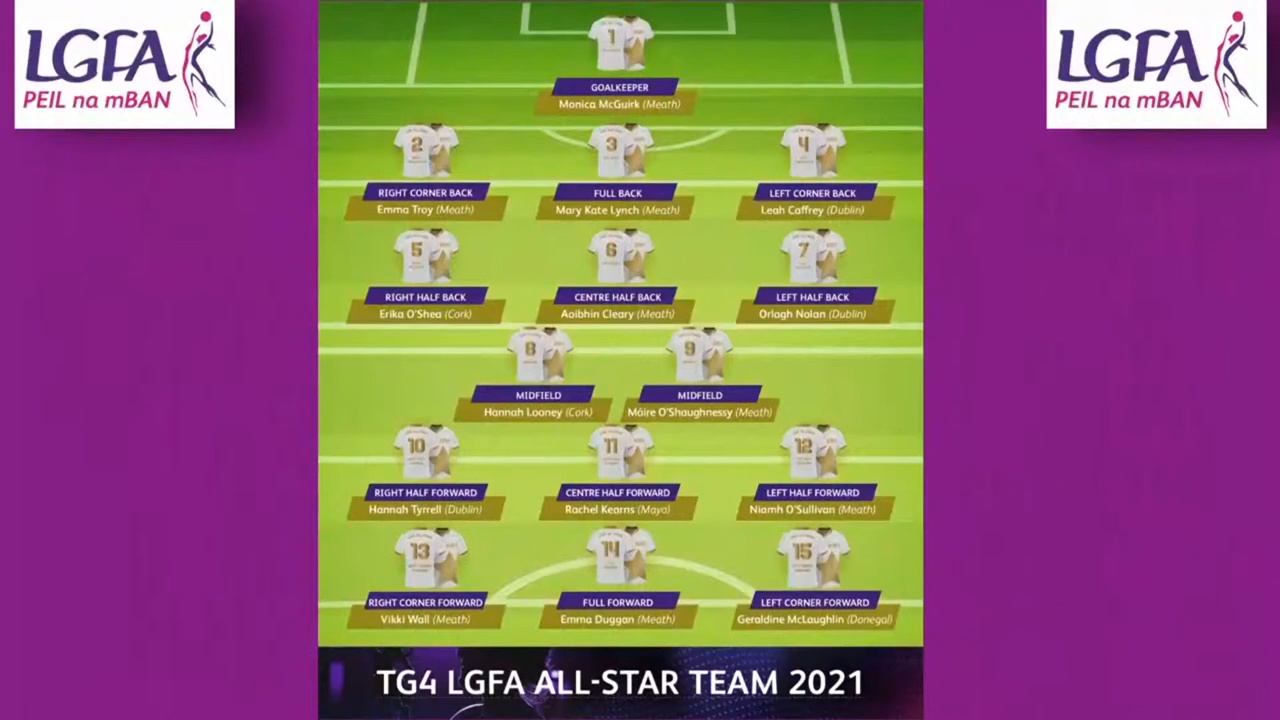 LGFA
PEIL na mBAN
LGFA
PEIL na mBAN
1
GOALKEEPER
Monica McGuirk (Meath)
2
3
4
RIGHT CORNER BACK
FULL BACK
LEFT CORNER BACK
Emma Troy (Meath)
Mary Kate Lynch (Meath)
Leah Caffrey (Dublin)
5
6
7
RIGHT HALF BACK
CENTRE HALF BACK
LEFT HALF BACK
Erika O'Shea (Cork)
Aoibhin Cleary (Meath)
Orlagh Nolan (Dublin)
8
9
MIDFIELD
MIDFIELD
Hannah Looney (Cork)
Máire O'Shaughnessy (Meath)
10
11
12
RIGHT HALF FORWARD
CENTRE HALF FORWARD
LEFT HALF FORWARD
Hannah Tyrrell (Dublin)
Rachel Kearns (Mayo)
Niamh O'Sullivan (Meath)
13
14
15
RIGHT CORNER FORWARD
FULL FORWARD
LEFT CORNER FORWARD
Vikki Wall (Meath)
Emma Duggan (Meath)
Geraldine McLaughlin (Donegal)
TG4 LGFA ALL-STAR TEAM 2021